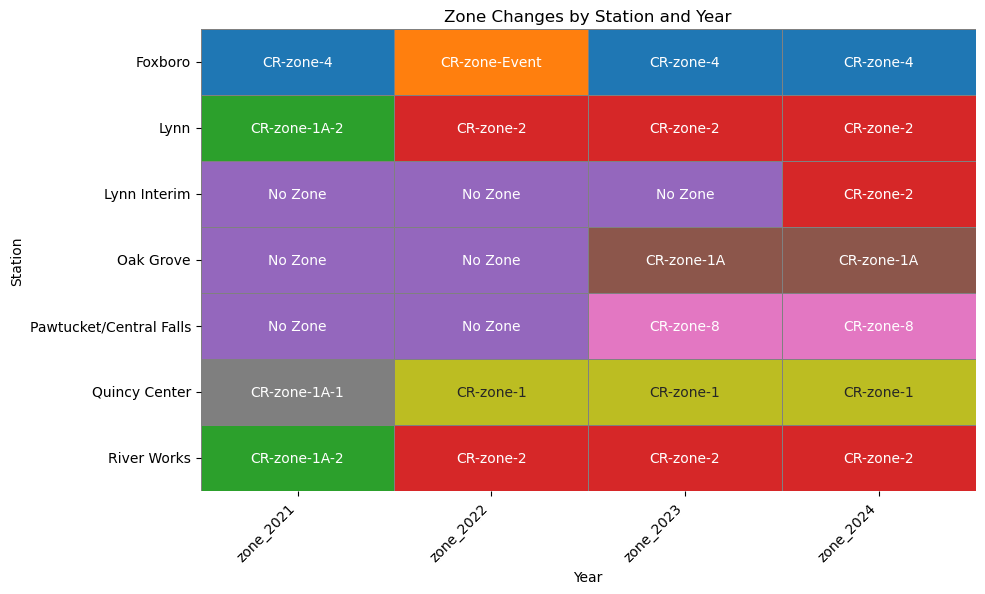 Zone Changes by Station and Year
Station
Foxboro CR-zone-4 CR-zone-Event CR-zone-4 CR-zone-4
Lynn CR-zone-1A-2 CR-zone-2 CR-zone-2 CR-zone-2
Lynn Interim No Zone No Zone No Zone CR-zone-2
Oak Grove No Zone No Zone CR-zone-1A CR-zone-1A
Pawtucket/Central Falls No Zone No Zone CR-zone-8 CR-zone-8
Quincy Center CR-zone-1A-1 CR-zone-1 CR-zone-1 CR-zone-1
River Works CR-zone-1A-2 CR-zone-2 CR-zone-2 CR-zone-2
zone_2021 zone_2022 zone_2023 zone_2024
Year